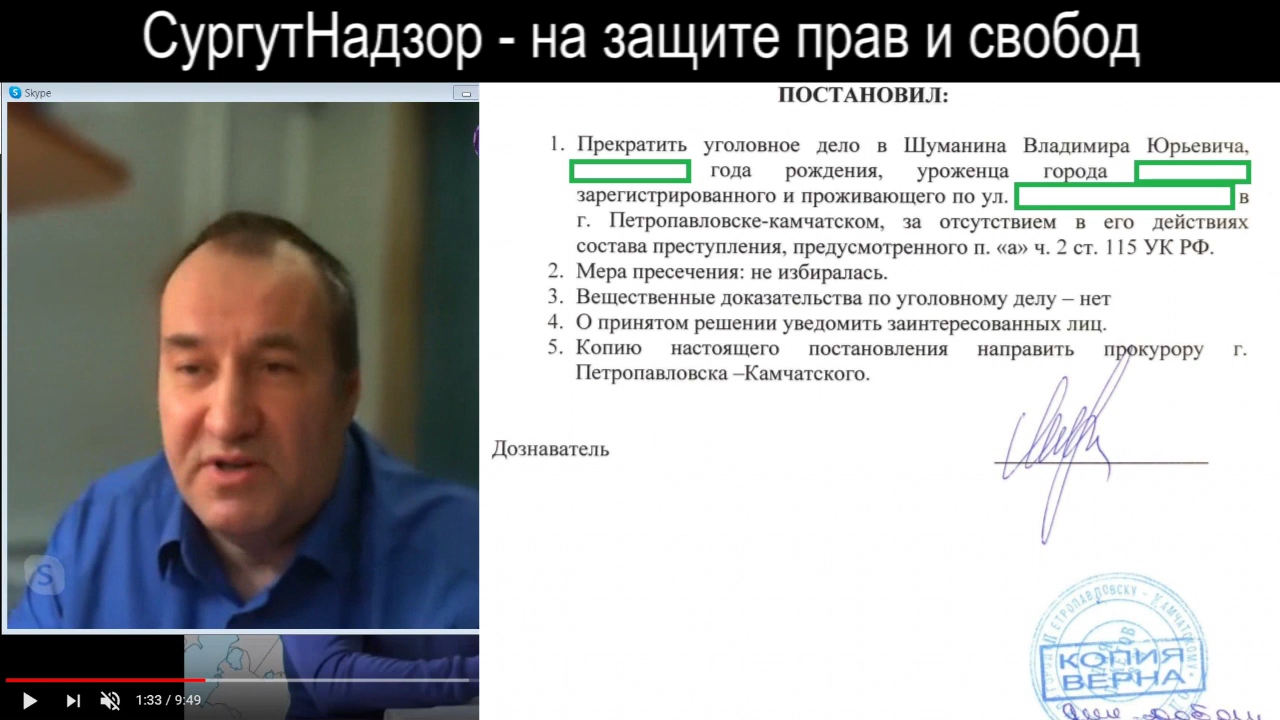 СургутНадзор - на защите прав и свобод
Skype
ПОСТАНОВИЛ:
1. Прекратить уголовное дело в Шуманина Владимира Юрьевича,
года рождения, уроженца города
зарегистрированного и проживающего по ул. в
г. Петропавловске-камчатском, за отсутствием в его действиях
состава преступления, предусмотренного п. «а» ч. 2 ст. 115 УК РФ.
2. Мера пресечения: не избиралась.
3. Вещественные доказательства по уголовному делу – нет
4. О принятом решении уведомить заинтересованных лиц.
5. Копию настоящего постановления направить прокурору г.
Петропавловска –Камчатского.
Дознаватель
КОПИЯ
ВЕРНА
1:33 / 9:49